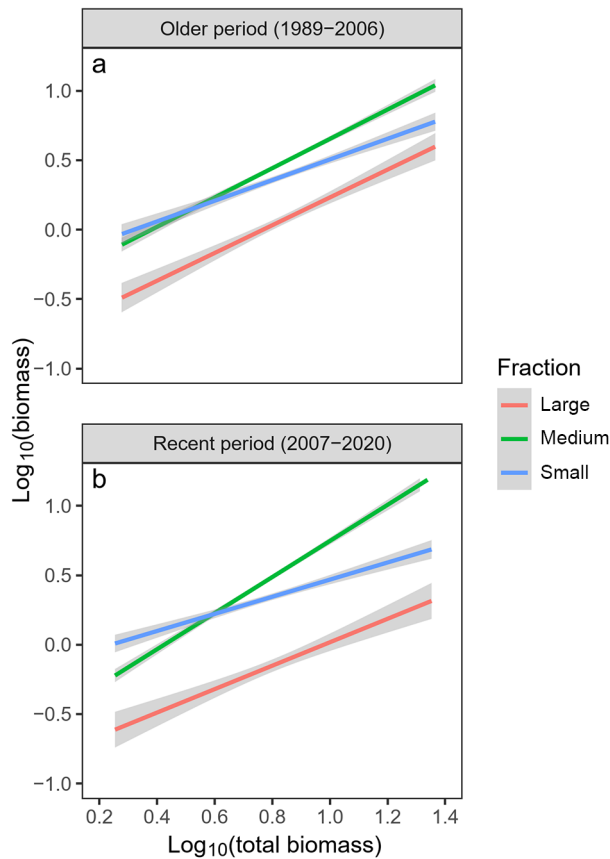 Older period (1989−2006)
a
1.0
0.5
0.0
−0.5
−1.0
Log10(biomass)
Fraction
Large
Medium
Small
Recent period (2007−2020)
b
1.0
0.5
0.0
−0.5
−1.0
0.2 0.4 0.6 0.8 1.0 1.2 1.4
Log10(total biomass)